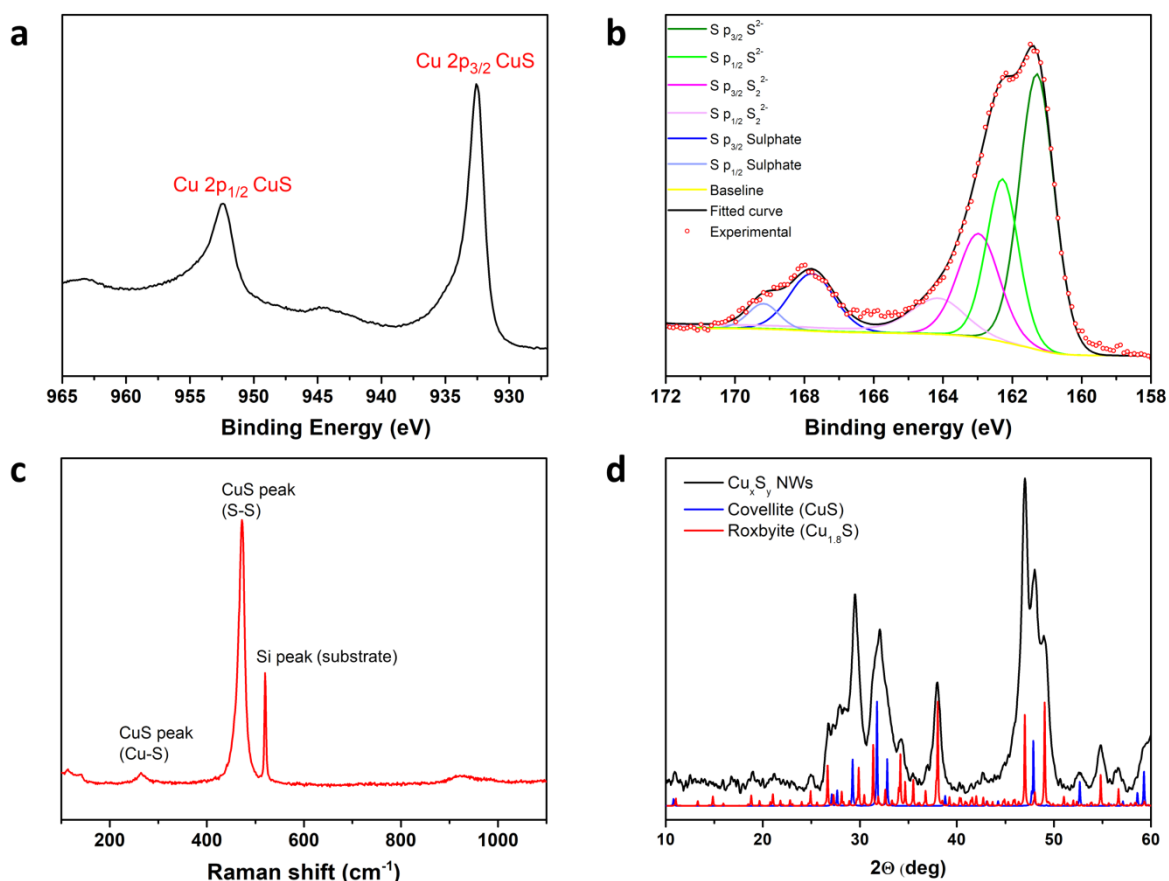 a
Cu 2p3/2 CuS
Cu 2p1/2 CuS
965 960 955 950 945 940 935 930
Binding Energy (eV)
b
S p3/2 S2-
S p1/2 S2-
S p3/2 S22-
S p1/2 S22-
S p3/2 Sulphate
S p1/2 Sulphate
Baseline
Fitted curve
Experimental
172 170 168 166 164 162 160 158
Binding energy (eV)
c
CuS peak
(S-S)
Si peak (substrate)
CuS peak
(Cu-S)
200 400 600 800 1000
Raman shift (cm-1)
d
CuxSy NWs
Covellite (CuS)
Roxbyite (Cu1.8S)
10 20 30 40 50 60
2Θ (deg)